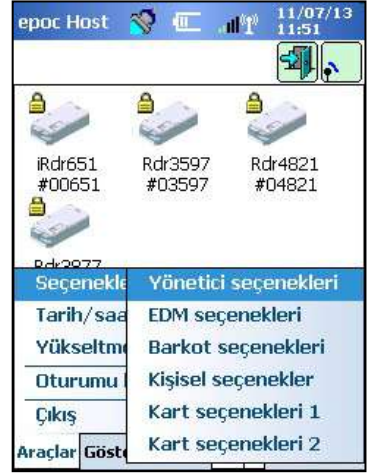 epoc Host 11/07/13
11:51
iRdr651 Rdr3597 Rdr4821
#00651 #03597 #04821
Rdr3977
Seçenekle Yönetici seçenekleri
Tarih/saa EDM seçenekleri
Yükseltme Barkot seçenekleri
Oturumu Kişisel seçenekler
Çıkış Kart seçenekleri 1
Araçlar Göste Kart seçenekleri 2